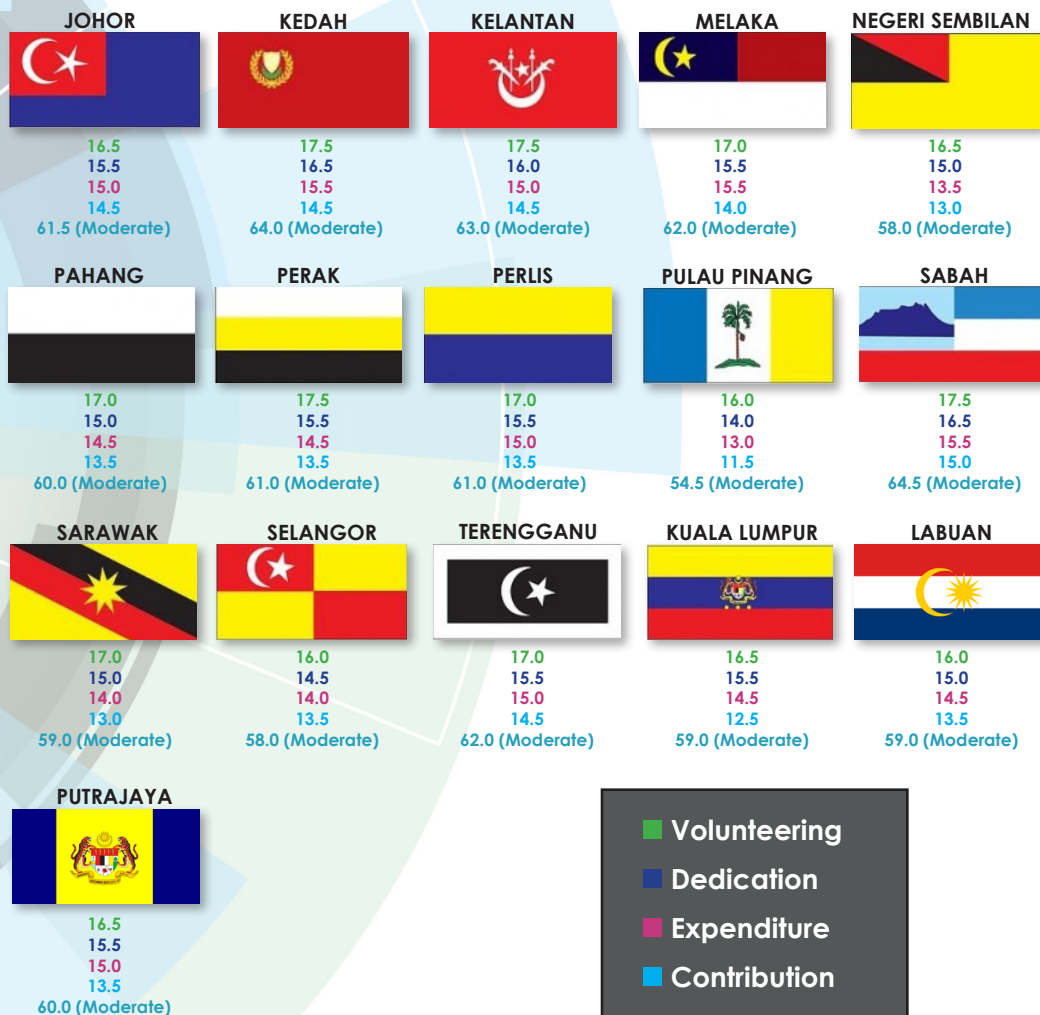 JOHOR
16.5
15.5
15.0
14.5
61.5 (Moderate)
KEDAH
17.5
16.5
15.5
14.5
64.0 (Moderate)
KELANTAN
17.5
16.0
15.0
14.5
63.0 (Moderate)
MELAKA
17.0
15.5
15.5
14.0
62.0 (Moderate)
NEGERI SEMBILAN
16.5
15.0
13.5
13.0
58.0 (Moderate)
PAHANG
17.0
15.0
14.5
13.5
60.0 (Moderate)
PERAK
17.5
15.5
14.5
13.5
61.0 (Moderate)
PERLIS
17.0
15.5
15.0
13.5
61.0 (Moderate)
PULAU PINANG
16.0
14.0
13.0
11.5
54.5 (Moderate)
SABAH
17.5
16.5
15.5
15.0
64.5 (Moderate)
SARAWAK
17.0
15.0
14.0
13.0
59.0 (Moderate)
SELANGOR
16.0
14.5
14.0
13.5
58.0 (Moderate)
TERENGGANU
17.0
15.5
15.0
14.5
62.0 (Moderate)
KUALA LUMPUR
16.5
15.5
14.5
12.5
59.0 (Moderate)
LABUAN
16.0
15.0
14.5
13.5
59.0 (Moderate)
PUTRAJAYA
16.5
15.5
15.0
13.5
60.0 (Moderate)
Volunteering
Dedication
Expenditure
Contribution